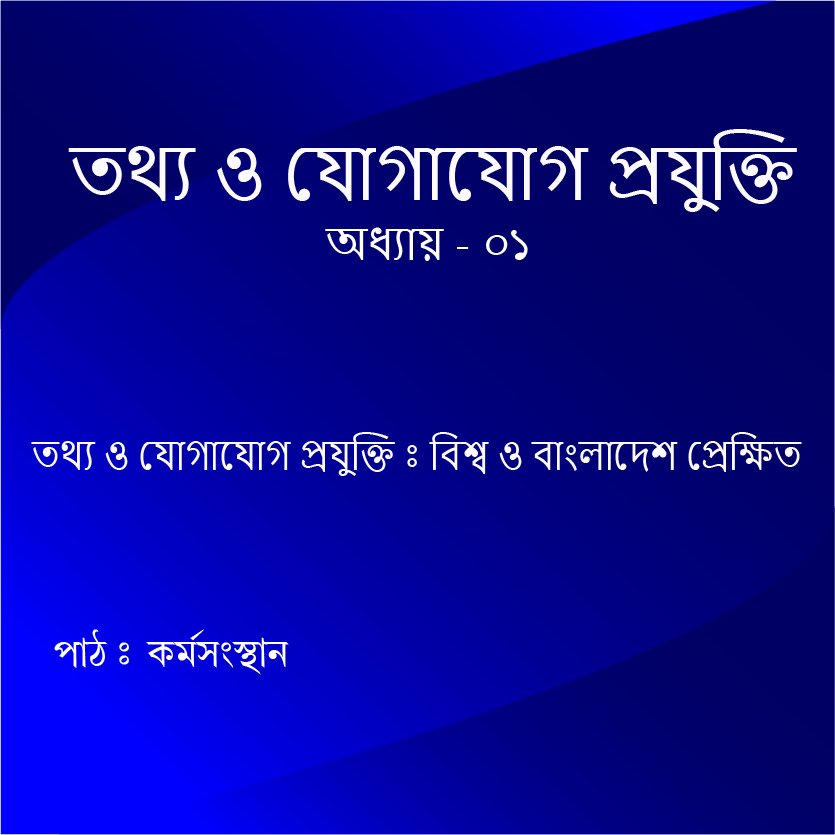 তথ্য ও যোগাযোগ প্রযুক্তি
অধ্যায় - ০১
তথ্য ও যোগাযোগ প্রযুক্তি ঃ বিশ্ব ও বাংলাদেশ প্রেক্ষিত
পাঠ ঃ কর্মসংস্থান